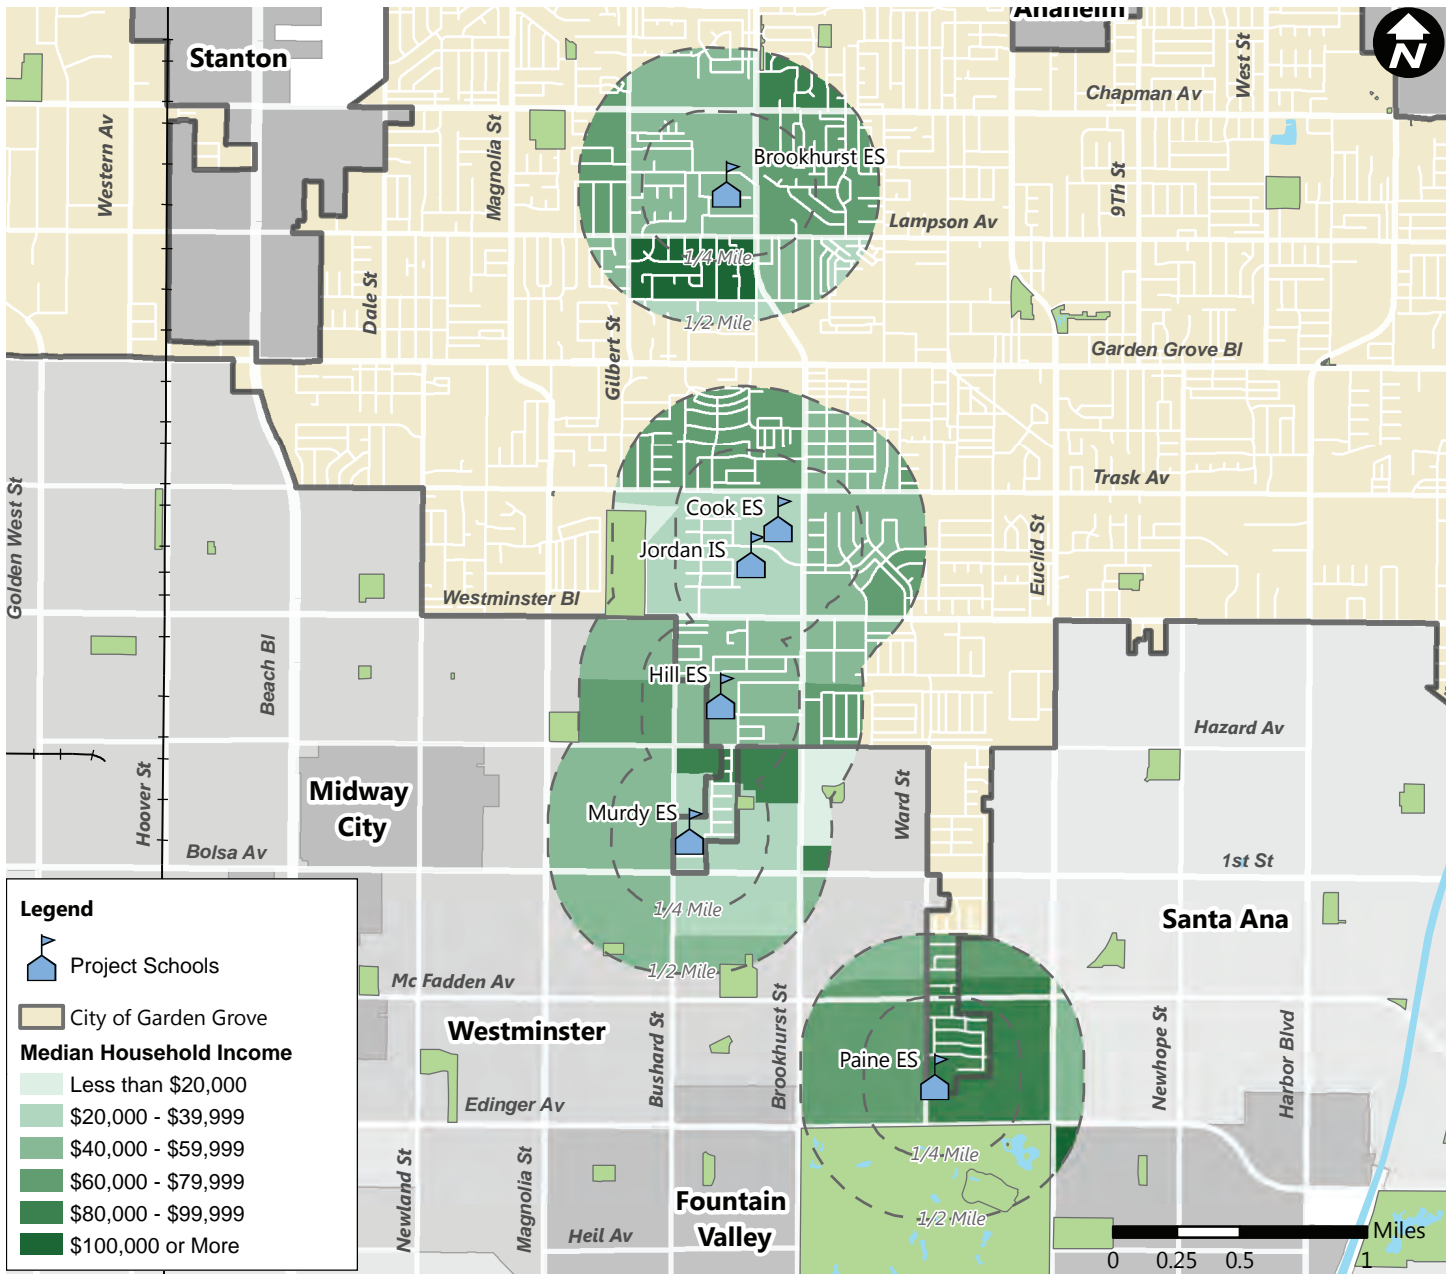 Anaheim
Stanton
N
West St
Chapman Av
Western Av
Magnolia St
Brookhurst ES
9Th St
Lampson Av
1/4 Mile
Dale St
1/2 Mile
Gilbert St
Garden Grove Bl
Trask Av
Golden West St
Cook ES
Jordan IS
Euclid St
Westminster Bl
Beach Bl
Hill ES
Hazard Av
Midway
City
Hoover St
Ward St
Murdy ES
Bolsa Av
1st St
1/4 Mile
Santa Ana
1/2 Mile
Mc Fadden Av
Westminster
Bushard St
Brookhurst St
Paine ES
Newhope St
Harbor Blvd
Edinger Av
1/4 Mile
Newland St
Magnolia St
Fountain
Valley
1/2 Mile
Heil Av
Legend
Project Schools
City of Garden Grove
Median Household Income
Less than $20,000
$20,000 - $39,999
$40,000 - $59,999
$60,000 - $79,999
$80,000 - $99,999
$100,000 or More
Miles
0 0.25 0.5 1